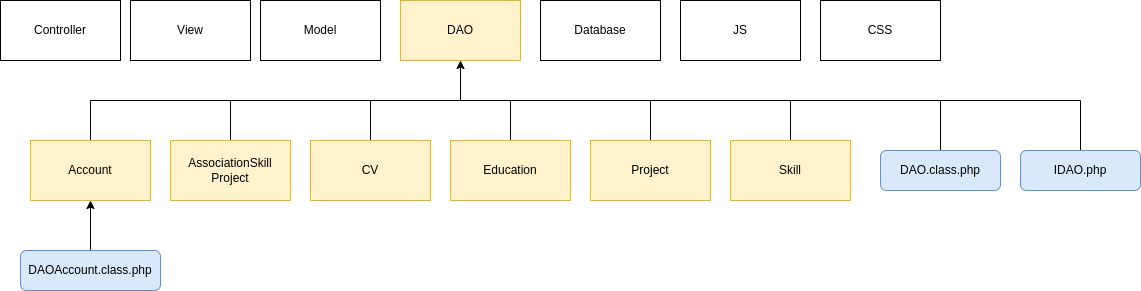 Controller
View
Model
DAO
Database
JS
CSS
Account
AssociationSkill
Project
CV
Education
Project
Skill
DAO.class.php
IDAO.php
DAOAccount.class.php